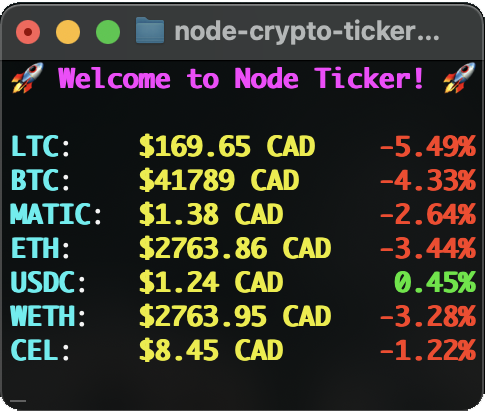 node-crypto-ticker...
🚀 Welcome to Node Ticker! 🚀
LTC: $169.65 CAD -5.49%
BTC: $41789 CAD -4.33%
MATIC: $1.38 CAD -2.64%
ETH: $2763.86 CAD -3.44%
USDC: $1.24 CAD 0.45%
WETH: $2763.95 CAD -3.28%
CEL: $8.45 CAD -1.22%